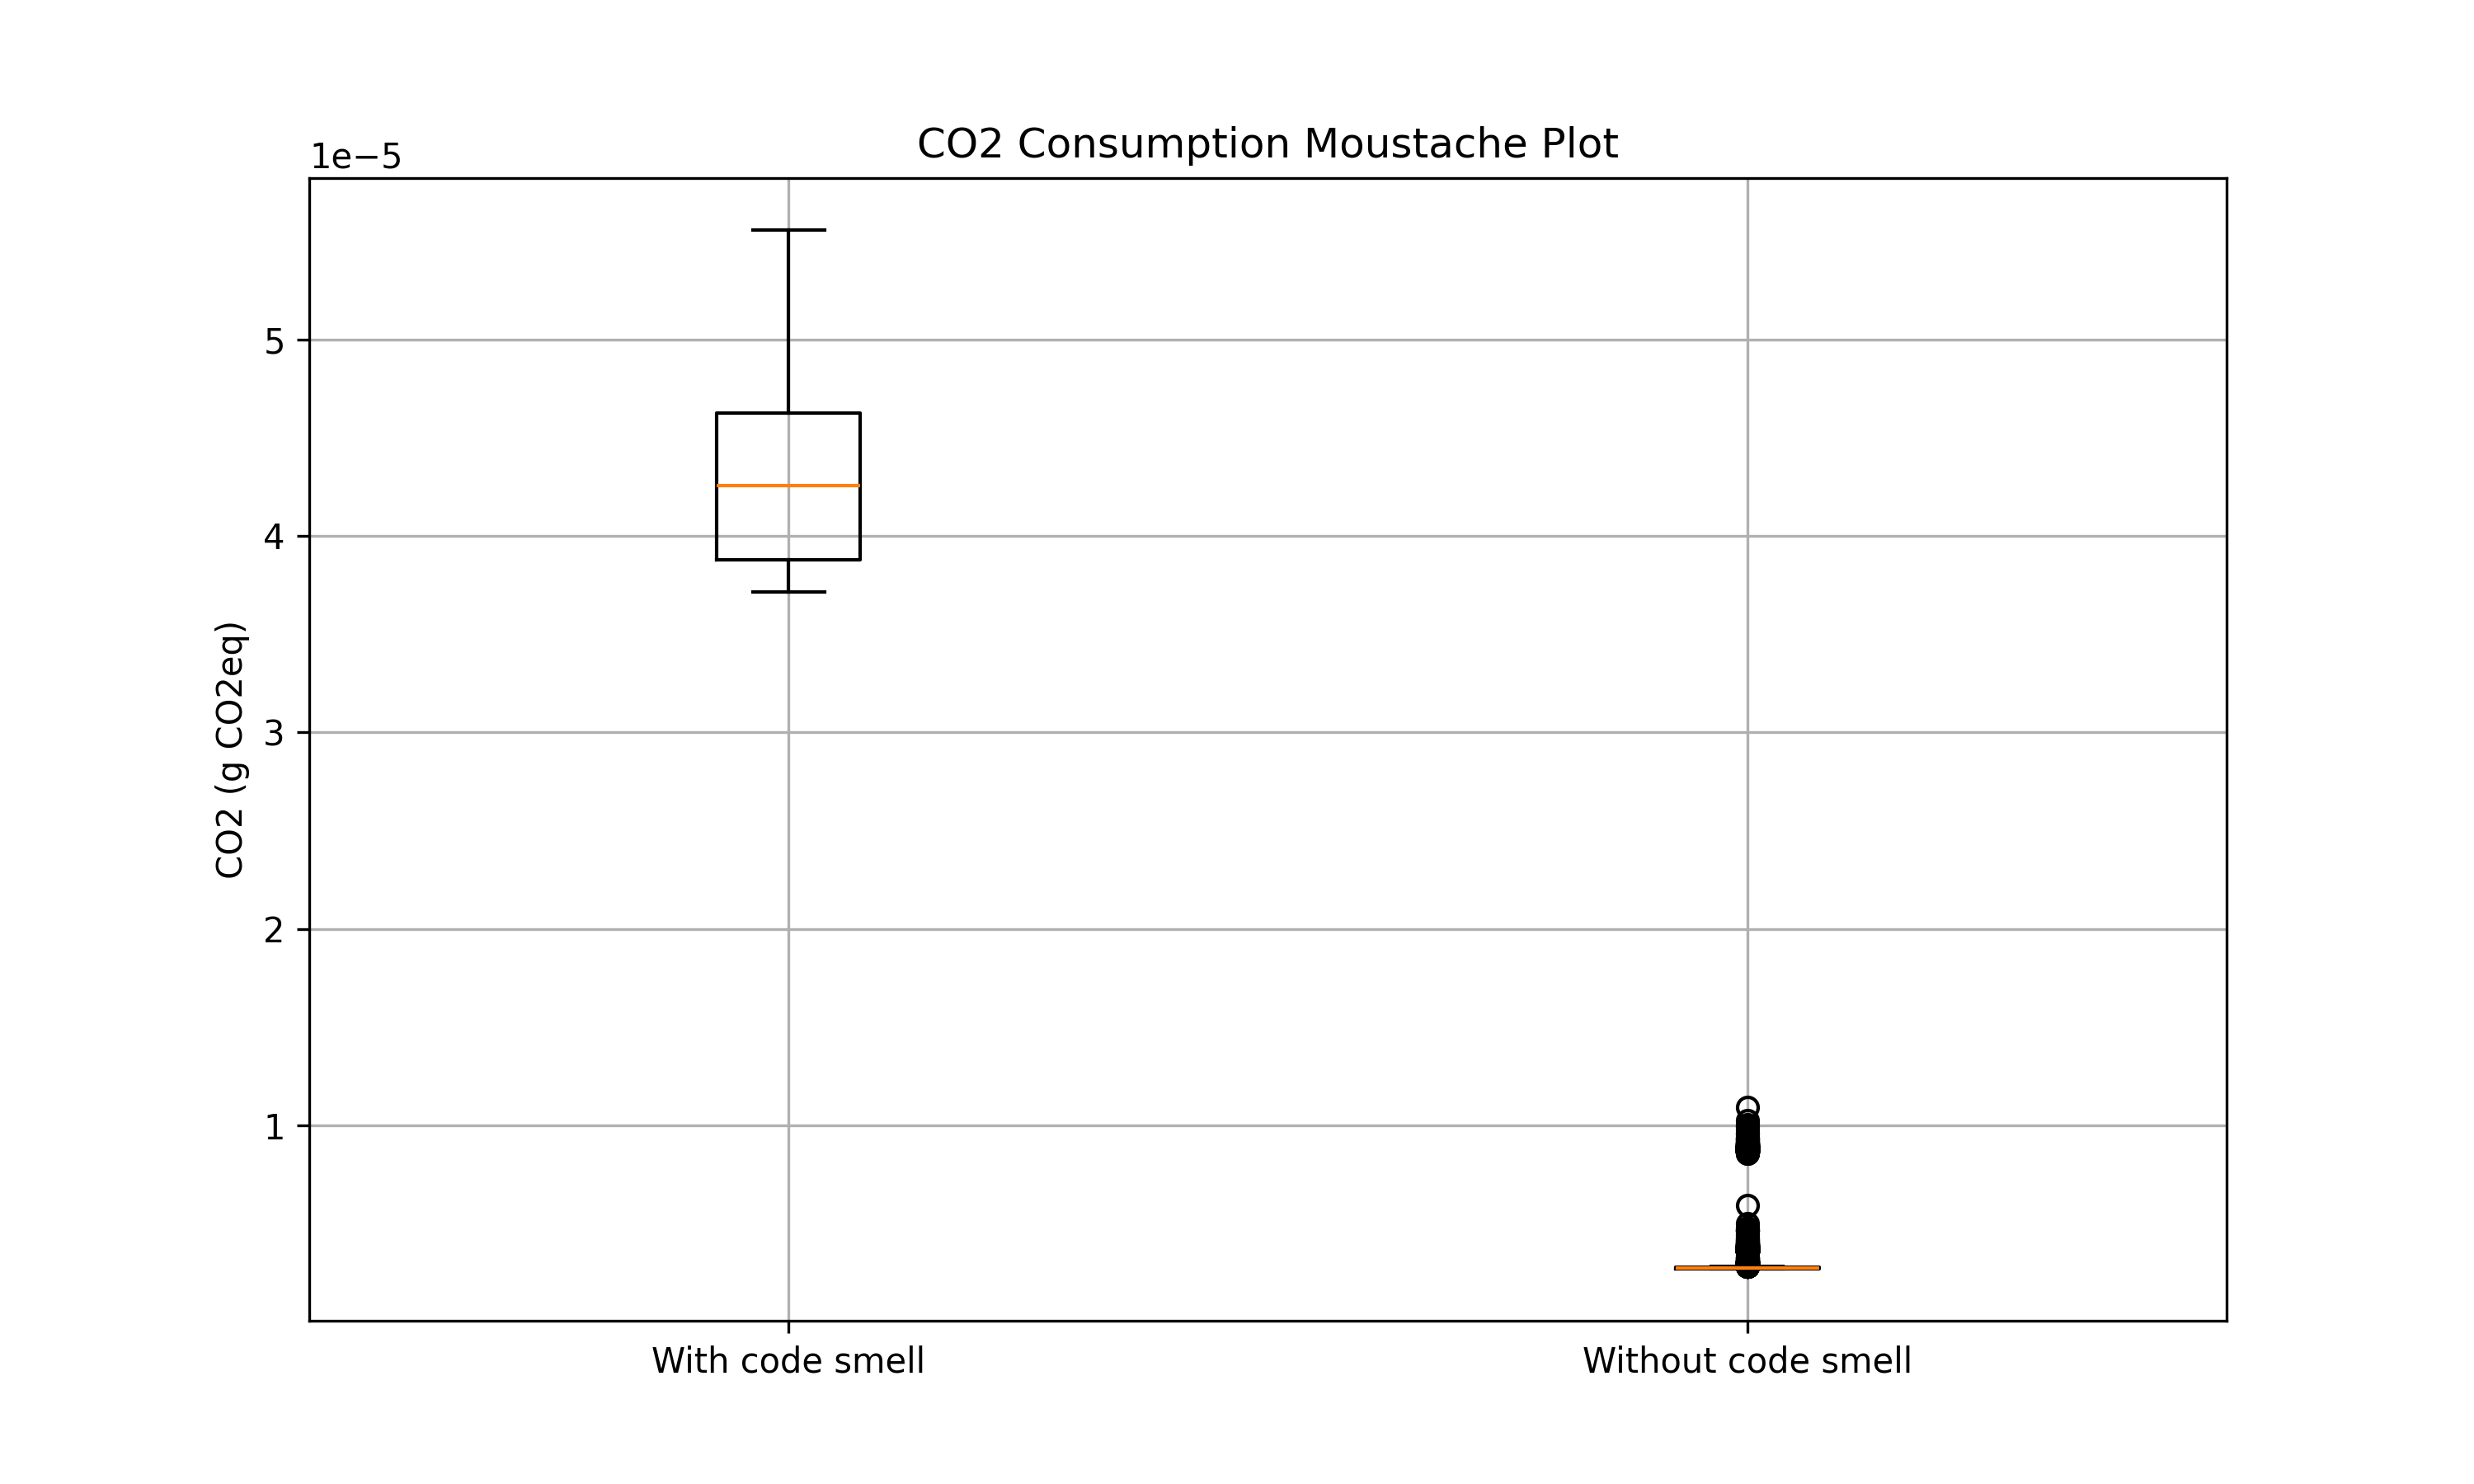 CO2 Consumption Moustache Plot
1e−5
5
4
3
2
1
CO2 (g CO2eq)
With code smell
Without code smell